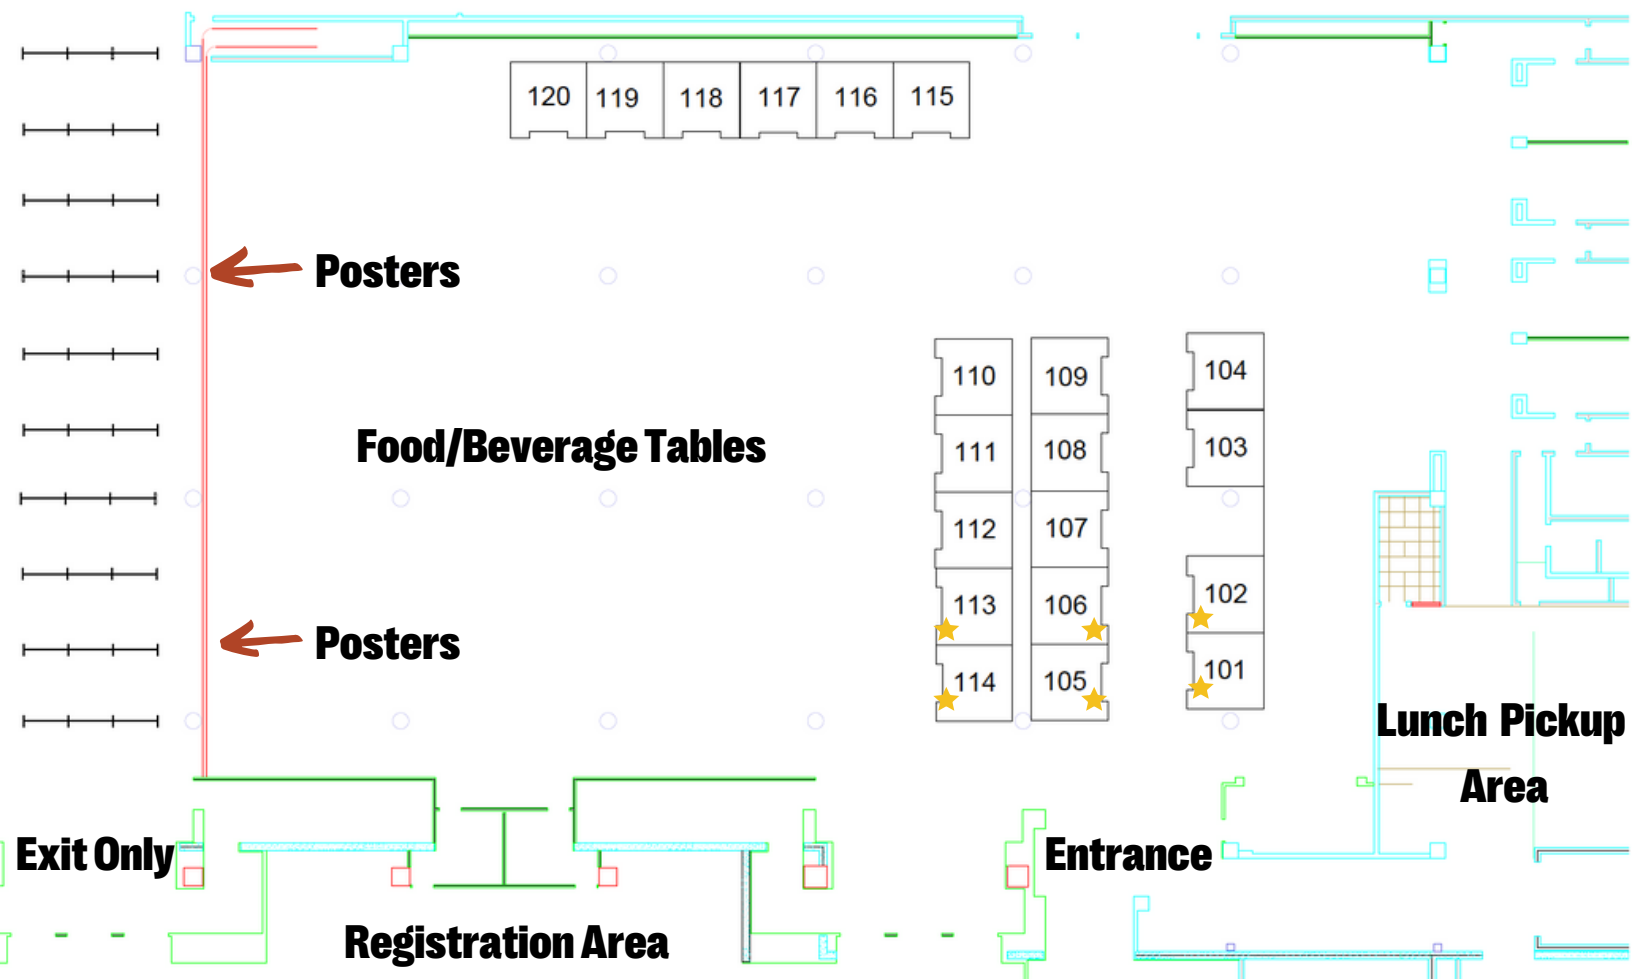 120 119 118 117 116 115
Posters
110 109 104
111 108 103
Food/Beverage Tables
112 107
113 106 102
Posters
114 105 101
Lunch Pickup
Area
Exit Only
Entrance
Registration Area